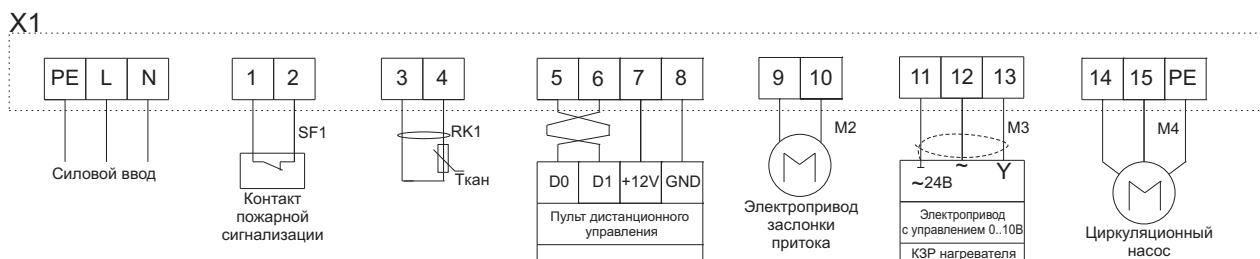 X1
PE L N 1 2 3 4 5 6 7 8 9 10 11 12 13 14 15 PE
SF1 RK1 M2 M3 M4
Силовой ввод
Контакт
пожарной
сигнализации
Tкан
D0 D1 +12V GND
Пульт дистанционного
управления
M
Электропривод
заслонки
притока
~24В ~ Y
Электропривод
с управлением 0..10В
КЗР нагревателя
M
Циркуляционный
насос